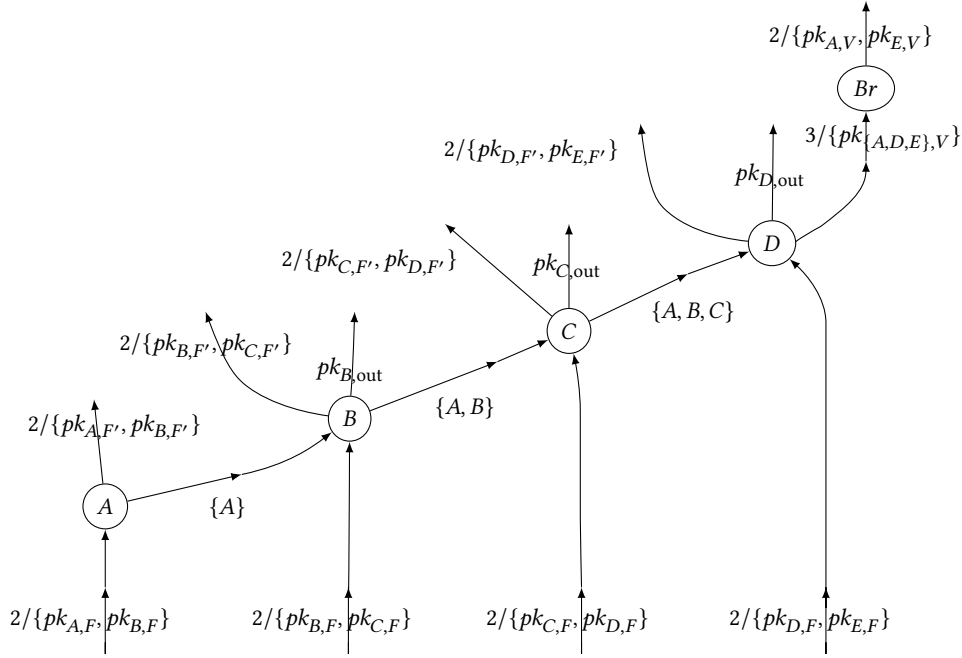 2/{pk_{A,V}, pk_{E,V}}
Br
3/{pk_{{A,D,E},V}}
2/{pk_{D,F′}, pk_{E,F′}}
pk_{D,out}
D
2/{pk_{C,F′}, pk_{D,F′}}
pk_{C,out}
{A, B, C}
C
2/{pk_{B,F′}, pk_{C,F′}}
pk_{B,out}
{A, B}
B
2/{pk_{A,F′}, pk_{B,F′}}
A
{A}
2/{pk_{A,F}, pk_{B,F}}
2/{pk_{B,F}, pk_{C,F}}
2/{pk_{C,F}, pk_{D,F}}
2/{pk_{D,F}, pk_{E,F}}